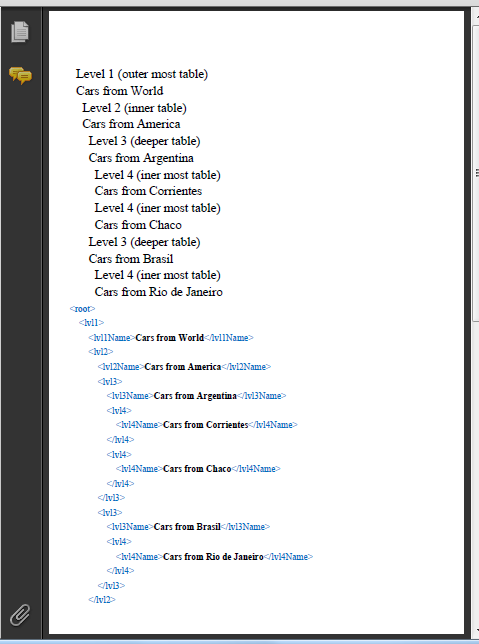 Level 1 (outer most table)
Cars from World
Level 2 (inner table)
Cars from America
Level 3 (deeper table)
Cars from Argentina
Level 4 (iner most table)
Cars from Corrientes
Level 4 (iner most table)
Cars from Chaco
Level 3 (deeper table)
Cars from Brasil
Level 4 (iner most table)
Cars from Rio de Janeiro
<root>
<lvl1>
<lvl1Name>Cars from World</lvl1Name>
<lvl2>
<lvl2Name>Cars from America</lvl2Name>
<lvl3>
<lvl3Name>Cars from Argentina</lvl3Name>
<lvl4>
<lvl4Name>Cars from Corrientes</lvl4Name>
</lvl4>
<lvl4>
<lvl4Name>Cars from Chaco</lvl4Name>
</lvl4>
</lvl3>
<lvl3>
<lvl3Name>Cars from Brasil</lvl3Name>
<lvl4>
<lvl4Name>Cars from Rio de Janeiro</lvl4Name>
</lvl4>
</lvl3>
</lvl2>